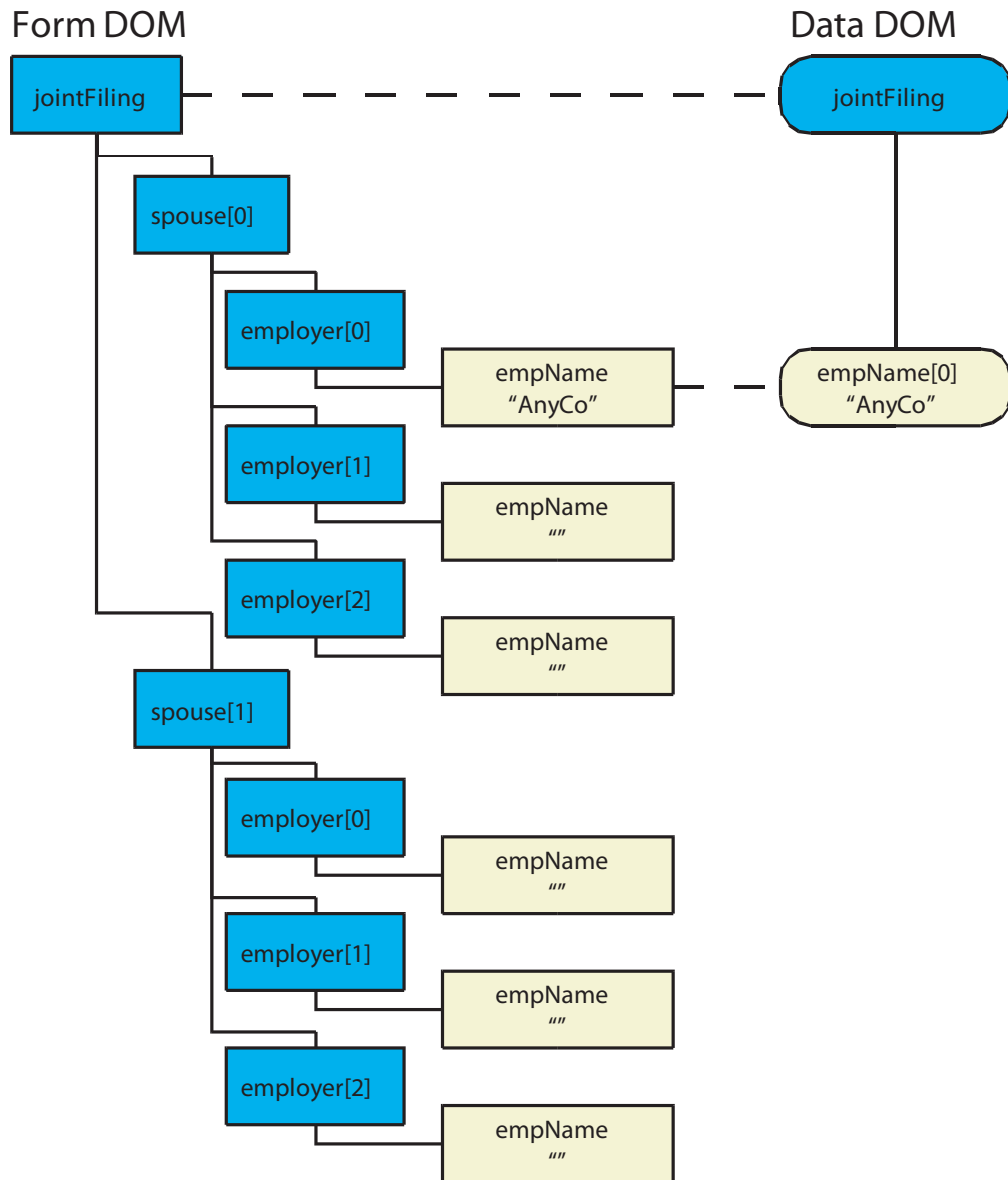 Form DOM
Data DOM
jointFiling
jointFiling
spouse[0]
employer[0]
empName
“AnyCo”
empName[0]
“AnyCo”
employer[1]
empName
“”
employer[2]
empName
“”
spouse[1]
employer[0]
empName
“”
employer[1]
empName
“”
employer[2]
empName
“”